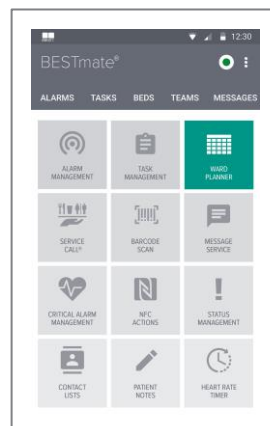 12:30
BESTmate®
ALARMS TASKS BEDS TEAMS MESSAGES
ALARM
MANAGEMENT
TASK
MANAGEMENT
WARD
PLANNER
SERVICE
CALL®
BARCODE
SCAN
MESSAGE
SERVICE
CRITICAL ALARM
MANAGEMENT
NFC
ACTIONS
STATUS
MANAGEMENT
CONTACT
LISTS
PATIENT
NOTES
HEART RATE
TIMER